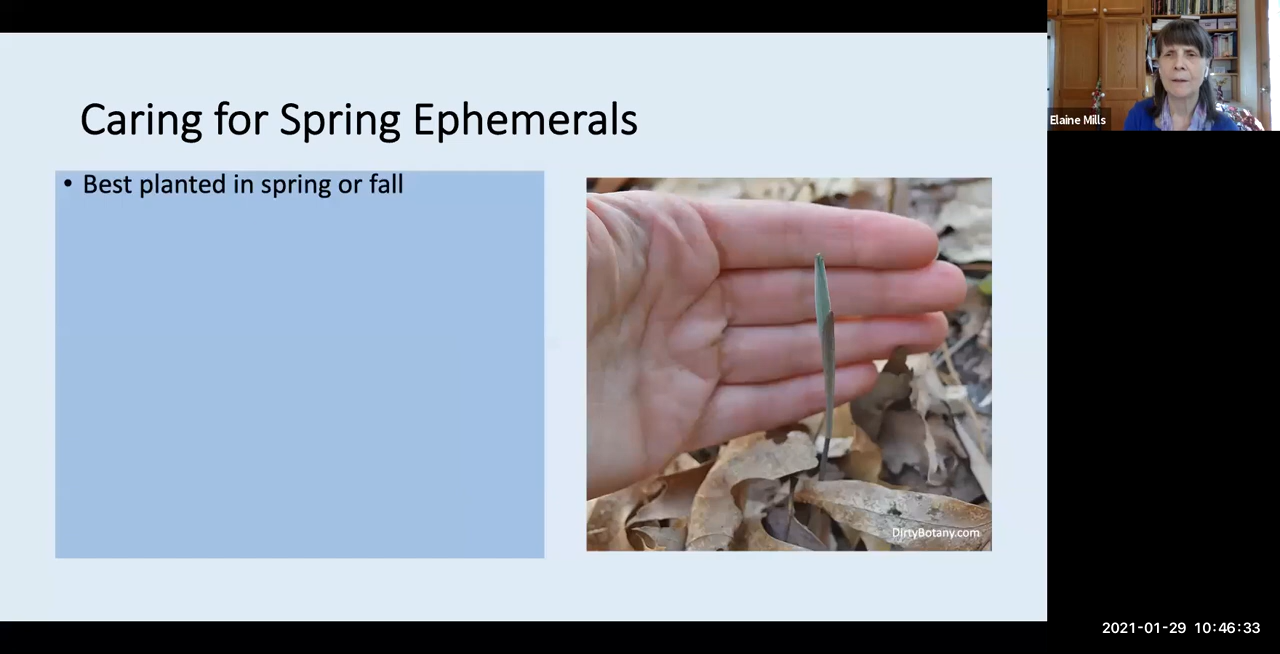 Caring for Spring Ephemerals
• Best planted in spring or fall
DirtyBotany.com
Elaine Mills
2021-01-29 10:46:33